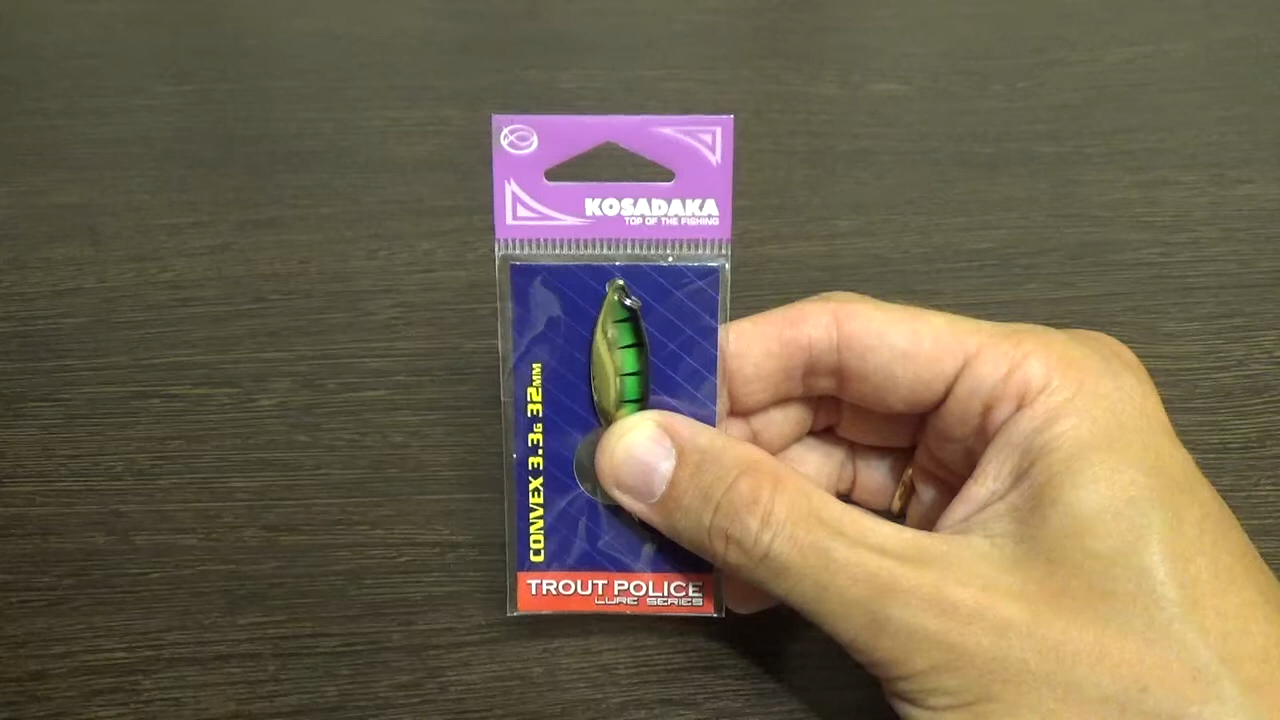 KOSADAKA
TOP OF THE FISHING
CONVEX 3.3G 32MM
TROUT POLICE
LURE SERIES